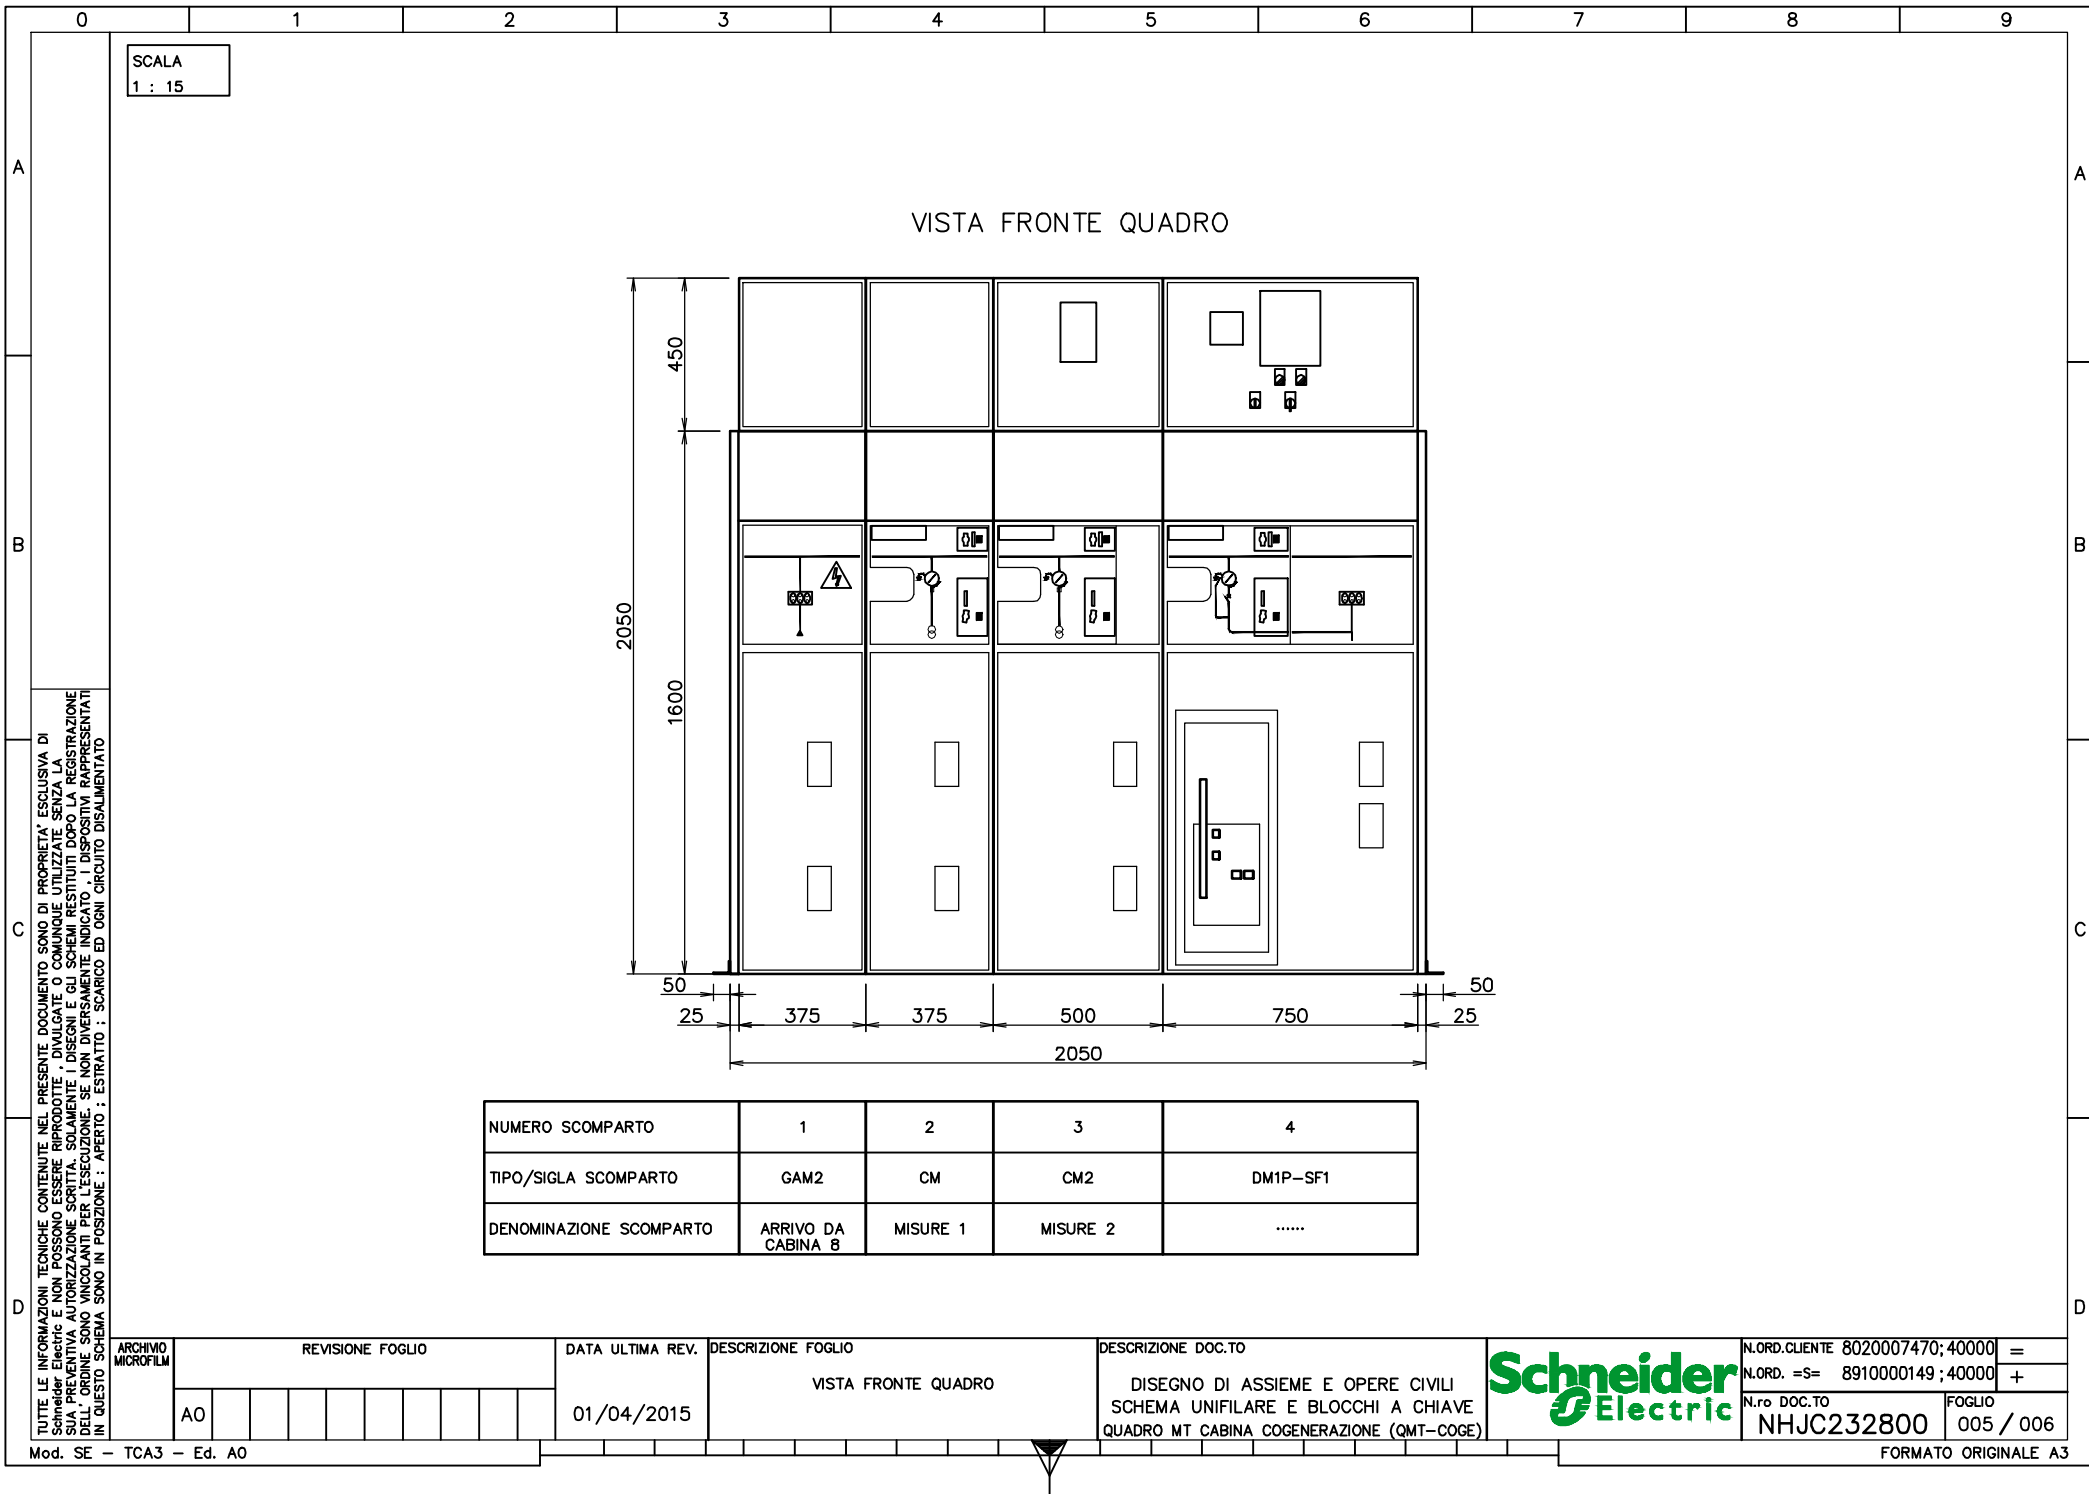 0 1 2 3 4 5 6 7 8 9
SCALA
1 : 15
A A
VISTA FRONTE QUADRO
450
B B
2050
1600
C C
50 50
25 375 375 500 750 25
2050
NUMERO SCOMPARTO 1 2 3 4
TIPO/SIGLA SCOMPARTO GAM2 CM CM2 DM1P-SF1
DENOMINAZIONE SCOMPARTO ARRIVO DA CABINA 8 MISURE 1 MISURE 2 ......
D D
TUTTE LE INFORMAZIONI TECNICHE CONTENUTE NEL PRESENTE DOCUMENTO SONO DI PROPRIETA' ESCLUSIVA DI
Schneider Electric E NON POSSONO ESSERE RIPRODOTTE , DIVULGATE O COMUNQUE UTILIZZATE SENZA LA
SUA PREVENTIVA AUTORIZZAZIONE SCRITTA. SOLAMENTE I DISEGNI E GLI SCHEMI RESTITUITI DOPO LA REGISTRAZIONE
DELL' ORDINE SONO VINCOLANTI PER L'ESECUZIONE. SE NON DIVERSAMENTE INDICATO , I DISPOSITIVI RAPPRESENTATI
IN QUESTO SCHEMA SONO IN POSIZIONE : APERTO ; ESTRATTO ; SCARICO ED OGNI CIRCUITO DISALIMENTATO
ARCHIVIO
MICROFILM
REVISIONE FOGLIO
A0
DATA ULTIMA REV.
01/04/2015
DESCRIZIONE FOGLIO
VISTA FRONTE QUADRO
DESCRIZIONE DOC.TO
DISEGNO DI ASSIEME E OPERE CIVILI
SCHEMA UNIFILARE E BLOCCHI A CHIAVE
QUADRO MT CABINA COGENERAZIONE (QMT-COGE)
Schneider
Electric
N.ORD.CLIENTE 8020007470;40000 =
N.ORD. =S= 8910000149;40000 +
N.ro DOC.TO
NHJC232800
FOGLIO
005 / 006
Mod. SE - TCA3 - Ed. A0
FORMATO ORIGINALE A3